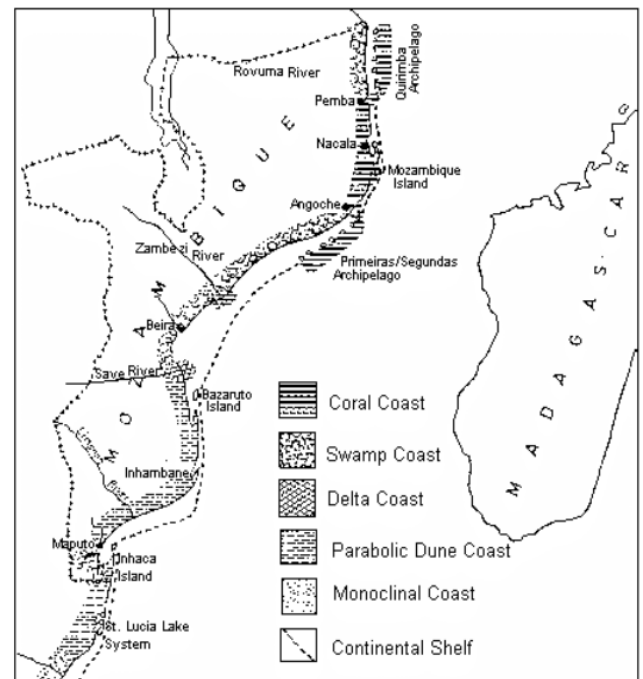 Rovuma River
Quirimba
Archipelago
Pemba
Nacala
Mozambique
Island
Angoche
MOZAMBIQUE
Zambezi
River
Primeiras/Segundas
Archipelago
MADAGASCAR
Beira
Save River
Bazaruto
Island
Inhambane
River
Maputo
Inhaca
Island
St. Lucia Lake
System
Coral Coast
Swamp Coast
Delta Coast
Parabolic Dune Coast
Monoclinal Coast
Continental Shelf